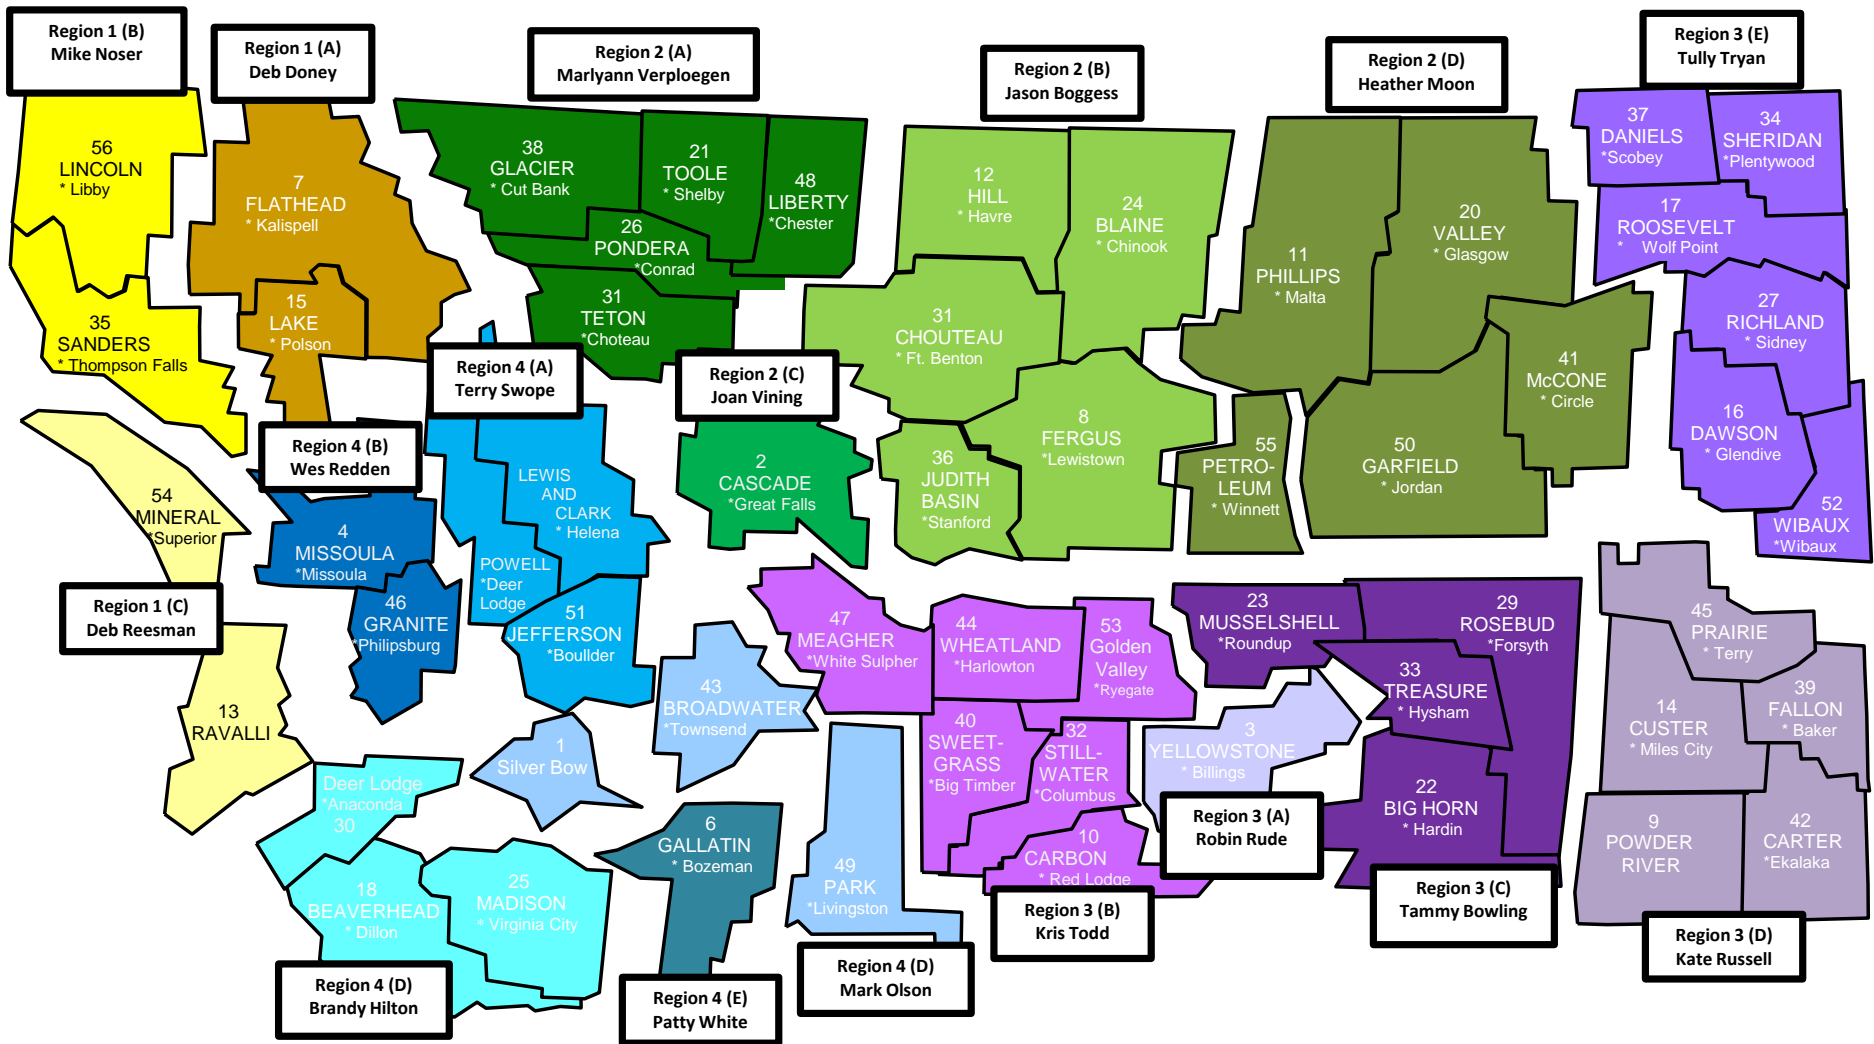 Region 1 (B)
Mike Noser
Region 1 (A)
Deb Doney
Region 2 (A)
Marlyann Verploegen
Region 2 (B)
Jason Boggess
Region 2 (D)
Heather Moon
Region 3 (E)
Tully Tryan
56
LINCOLN
* Libby
7
FLATHEAD
* Kalispell
38
GLACIER
* Cut Bank
21
TOOLE
* Shelby
48
LIBERTY
*Chester
26
PONDERA
*Conrad
31
TETON
*Choteau
12
HILL
* Havre
24
BLAINE
* Chinook
11
PHILLIPS
* Malta
20
VALLEY
* Glasgow
37
DANIELS
*Scobey
34
SHERIDAN
*Plentywood
17
ROOSEVELT
* Wolf Point
27
RICHLAND
* Sidney
35
SANDERS
* Thompson Falls
15
LAKE
* Polson
31
CHOUTEAU
* Ft. Benton
41
McCONE
* Circle
16
DAWSON
* Glendive
52
WIBAUX
*Wibaux
Region 4 (A)
Terry Swope
Region 2 (C)
Joan Vining
Region 4 (B)
Wes Redden
8
FERGUS
*Lewistown
36
JUDITH
BASIN
*Stanford
55
PETRO-
LEUM
* Winnett
50
GARFIELD
* Jordan
2
CASCADE
*Great Falls
LEWIS
AND
CLARK
* Helena
54
MINERAL
*Superior
4
MISSOULA
*Missoula
POWELL
*Deer
Lodge
46
GRANITE
*Philipsburg
51
JEFFERSON
*Boullder
Region 1 (C)
Deb Reesman
13
RAVALLI
47
MEAGHER
*White Sulpher
44
WHEATLAND
*Harlowton
53
Golden
Valley
*Ryegate
23
MUSSELSHELL
*Roundup
29
ROSEBUD
*Forsyth
33
TREASURE
* Hysham
45
PRAIRIE
* Terry
14
CUSTER
* Miles City
39
FALLON
* Baker
43
BROADWATER
*Townsend
1
Silver Bow
40
SWEET-
GRASS
*Big Timber
32
STILL-
WATER
*Columbus
3
YELLOWSTONE
* Billings
22
BIG HORN
* Hardin
9
POWDER
RIVER
42
CARTER
*Ekalaka
Deer Lodge
*Anaconda
30
18
BEAVERHEAD
* Dillon
25
MADISON
* Virginia City
6
GALLATIN
* Bozeman
49
PARK
*Livingston
10
CARBON
* Red Lodge
Region 3 (A)
Robin Rude
Region 3 (B)
Kris Todd
Region 3 (C)
Tammy Bowling
Region 3 (D)
Kate Russell
Region 4 (D)
Brandy Hilton
Region 4 (E)
Patty White
Region 4 (D)
Mark Olson